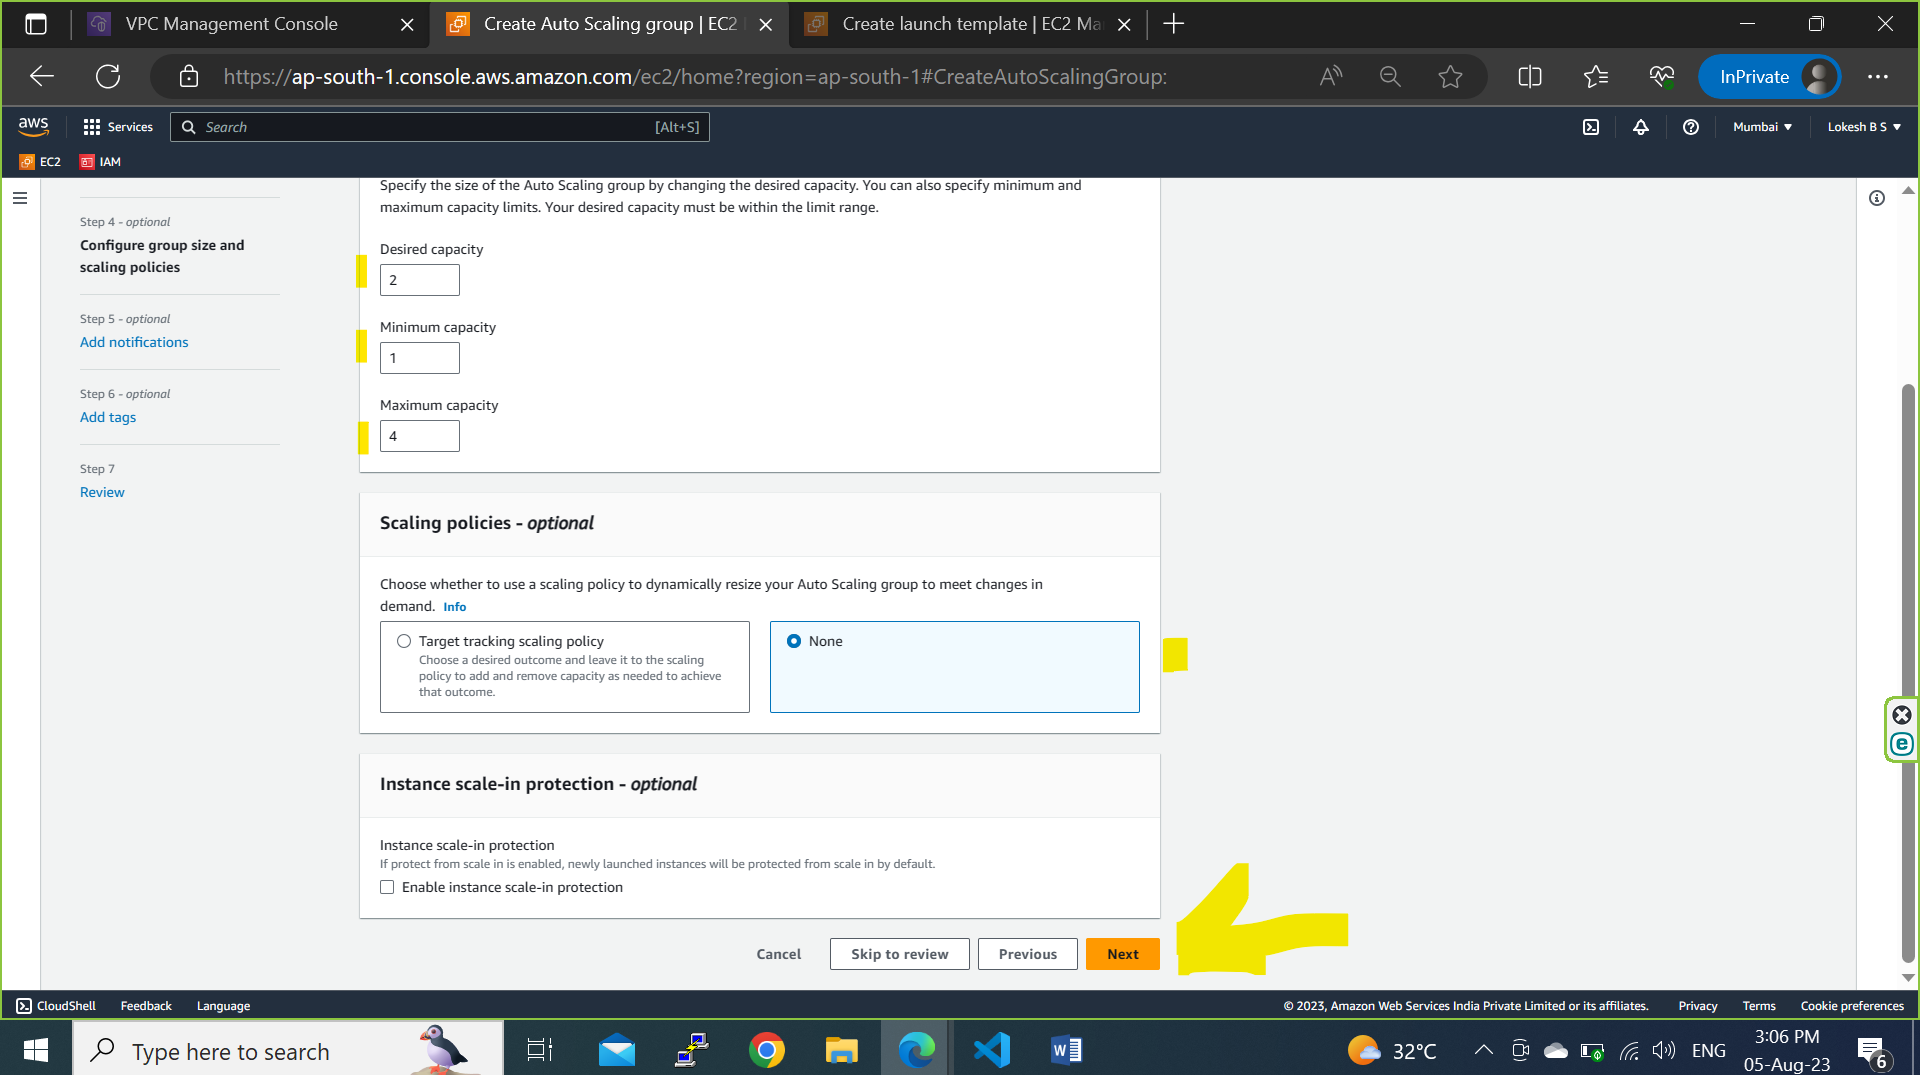 VPC Management Console
Create Auto Scaling group | EC2
Create launch template | EC2 Ma
https://ap-south-1.console.aws.amazon.com/ec2/home?region=ap-south-1#CreateAutoScalingGroup:
InPrivate
aws
Services
Search
[Alt+S]
Mumbai
Lokesh B S
EC2
IAM
Step 4 - optional
Configure group size and
scaling policies
Step 5 - optional
Add notifications
Step 6 - optional
Add tags
Step 7
Review
Specify the size of the Auto Scaling group by changing the desired capacity. You can also specify minimum and
maximum capacity limits. Your desired capacity must be within the limit range.
Desired capacity
2
Minimum capacity
1
Maximum capacity
4
Scaling policies - optional
Choose whether to use a scaling policy to dynamically resize your Auto Scaling group to meet changes in
demand. Info
Target tracking scaling policy
Choose a desired outcome and leave it to the scaling
policy to add and remove capacity as needed to achieve
that outcome.
None
Instance scale-in protection - optional
Instance scale-in protection
If protect from scale in is enabled, newly launched instances will be protected from scale in by default.
Enable instance scale-in protection
Cancel
Skip to review
Previous
Next
CloudShell
Feedback
Language
© 2023, Amazon Web Services India Private Limited or its affiliates.
Privacy
Terms
Cookie preferences
Type here to search
32°C
ENG
3:06 PM
05-Aug-23
6